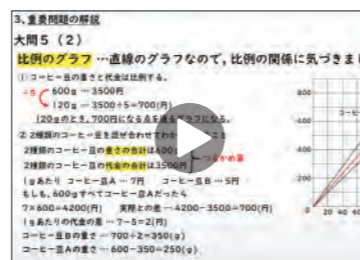 3、重要問題の解説
大問5（2）
比例のグラフ …直線のグラフなので，比例の関係に気づきま
① コーヒー豆の重さと代金は比例する。
÷5
600g … 3500円
120g … 3500÷5＝700(円)
120gのとき，700円になる点を通るグラフになる。
② 2種類のコーヒー豆を混ぜ合わせてわか
こと
2種類のコーヒー豆の重さの合計は600g
2種類のコーヒー豆の代金の合計は3500円
つるかめ算
1gあたり コーヒー豆A … 7円 コーヒー豆B … 5円
もしも，600gすべてコーヒー豆Aだったら
7×600＝4200(円) 実際との差 … 4200－3500＝700(円)
1gあたりの代金の差 … 7－5＝2(円)
コーヒー豆Bの重さ … 700÷2＝350(g)
コーヒー豆Aの重さ … 600－350＝250(g)
800
コーヒ
600
400
200
0
20 40 60